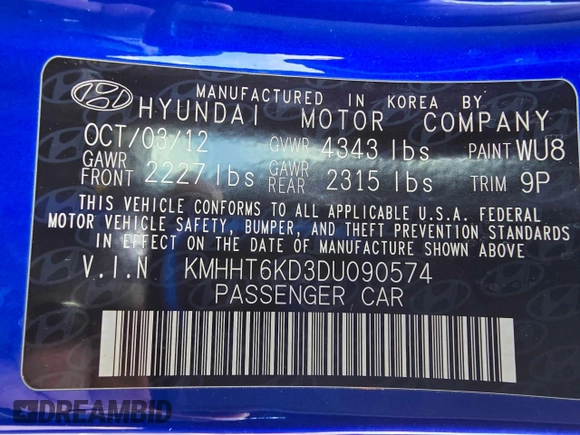 MANUFACTURED IN KOREA BY:
HYUNDAI MOTOR COMPANY
OCT/03/12 GVWR 4343 lbs PAINT WU8
GAWR FRONT 2227 lbs GAWR REAR 2315 lbs TRIM 9P
THIS VEHICLE CONFORMS TO ALL APPLICABLE U.S.A. FEDERAL
MOTOR VEHICLE SAFETY, BUMPER, AND THEFT PREVENTION STANDARDS
IN EFFECT ON THE DATE OF MANUFACTURE SHOWN ABOVE
V.I.N KMHHT6KD3DU090574
PASSENGER CAR
DREAMBID